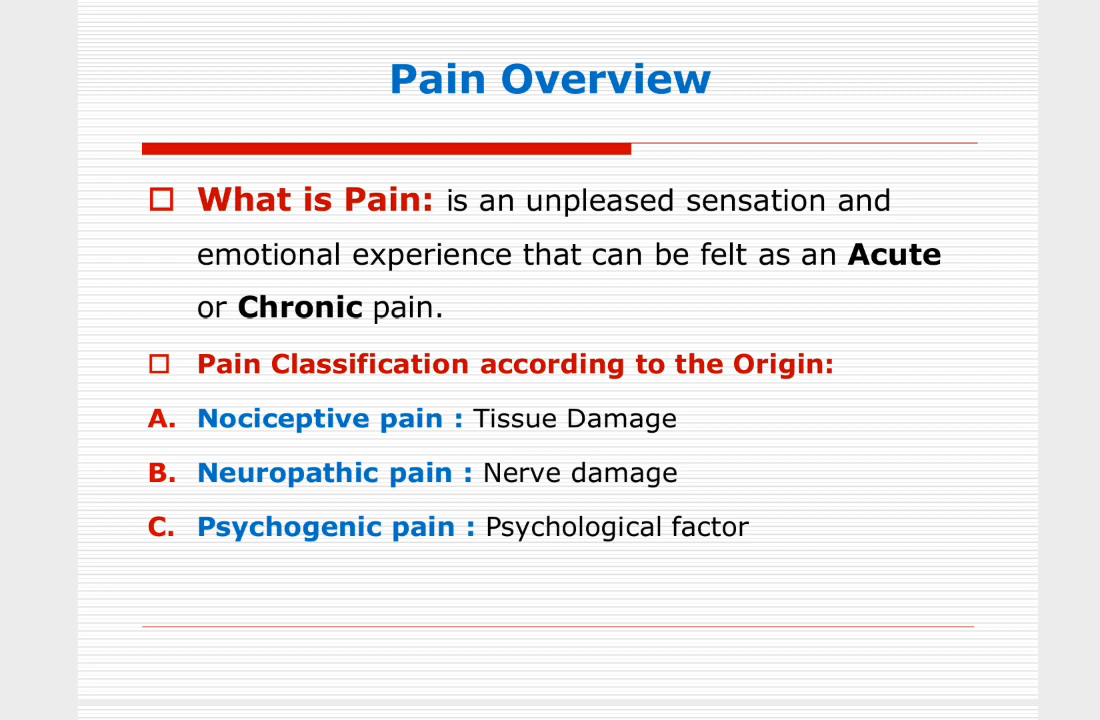 Pain Overview
What is Pain: is an unpleased sensation and
emotional experience that can be felt as an Acute
or Chronic pain.
Pain Classification according to the Origin:
A. Nociceptive pain : Tissue Damage
B. Neuropathic pain : Nerve damage
C. Psychogenic pain : Psychological factor